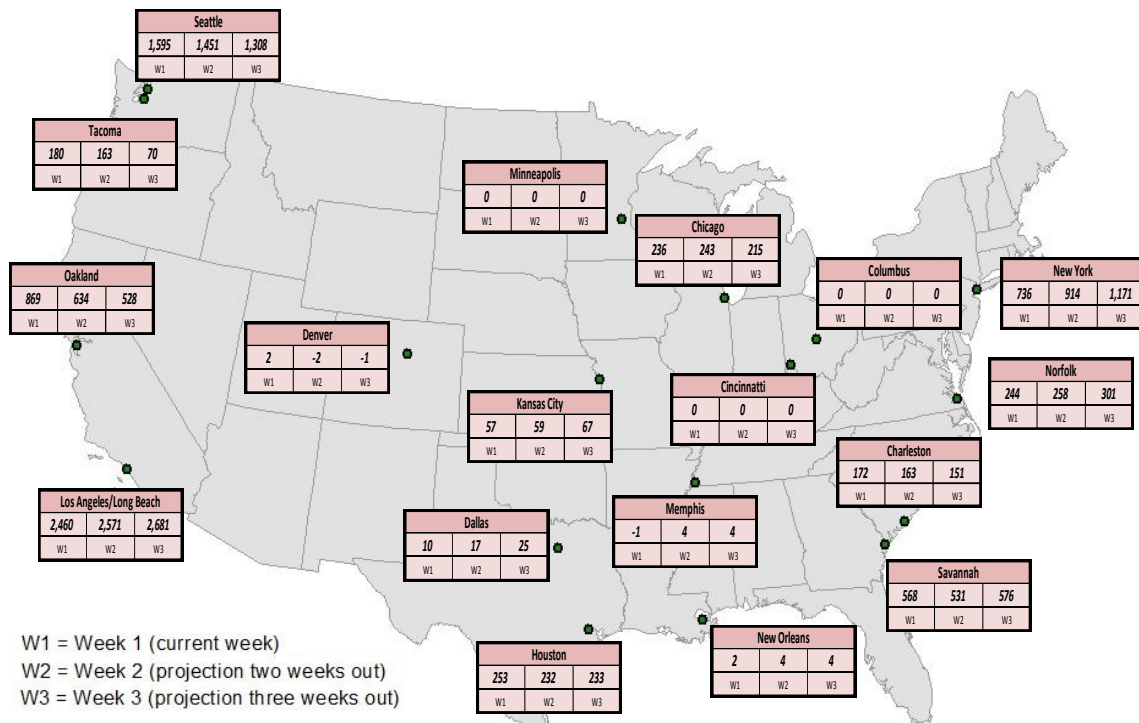 Seattle
1,595 1,451 1,308
W1 W2 W3
Tacoma
180 163 70
W1 W2 W3
Minneapolis
0 0 0
W1 W2 W3
Chicago
236 243 215
W1 W2 W3
Oakland
869 634 528
W1 W2 W3
Columbus
0 0 0
W1 W2 W3
New York
736 914 1,171
W1 W2 W3
Denver
2 -2 -1
W1 W2 W3
Norfolk
244 258 301
W1 W2 W3
Cincinnatti
0 0 0
W1 W2 W3
Kansas City
57 59 67
W1 W2 W3
Charleston
172 163 151
W1 W2 W3
Los Angeles/Long Beach
2,460 2,571 2,681
W1 W2 W3
Memphis
-1 4 4
W1 W2 W3
Dallas
10 17 25
W1 W2 W3
Savannah
568 531 576
W1 W2 W3
New Orleans
2 4 4
W1 W2 W3
Houston
253 232 233
W1 W2 W3
W1 = Week 1 (current week)
W2 = Week 2 (projection two weeks out)
W3 = Week 3 (projection three weeks out)